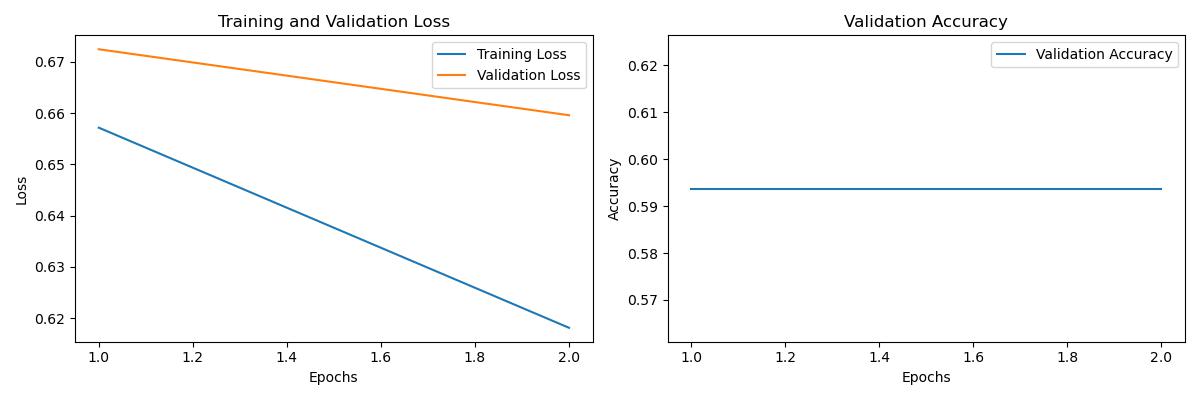 Training and Validation Loss
Training Loss
Validation Loss
0.67
0.66
0.65
0.64
0.63
0.62
Loss
1.0 1.2 1.4 1.6 1.8 2.0
Epochs
Validation Accuracy
Validation Accuracy
0.62
0.61
0.60
0.59
0.58
0.57
Accuracy
1.0 1.2 1.4 1.6 1.8 2.0
Epochs